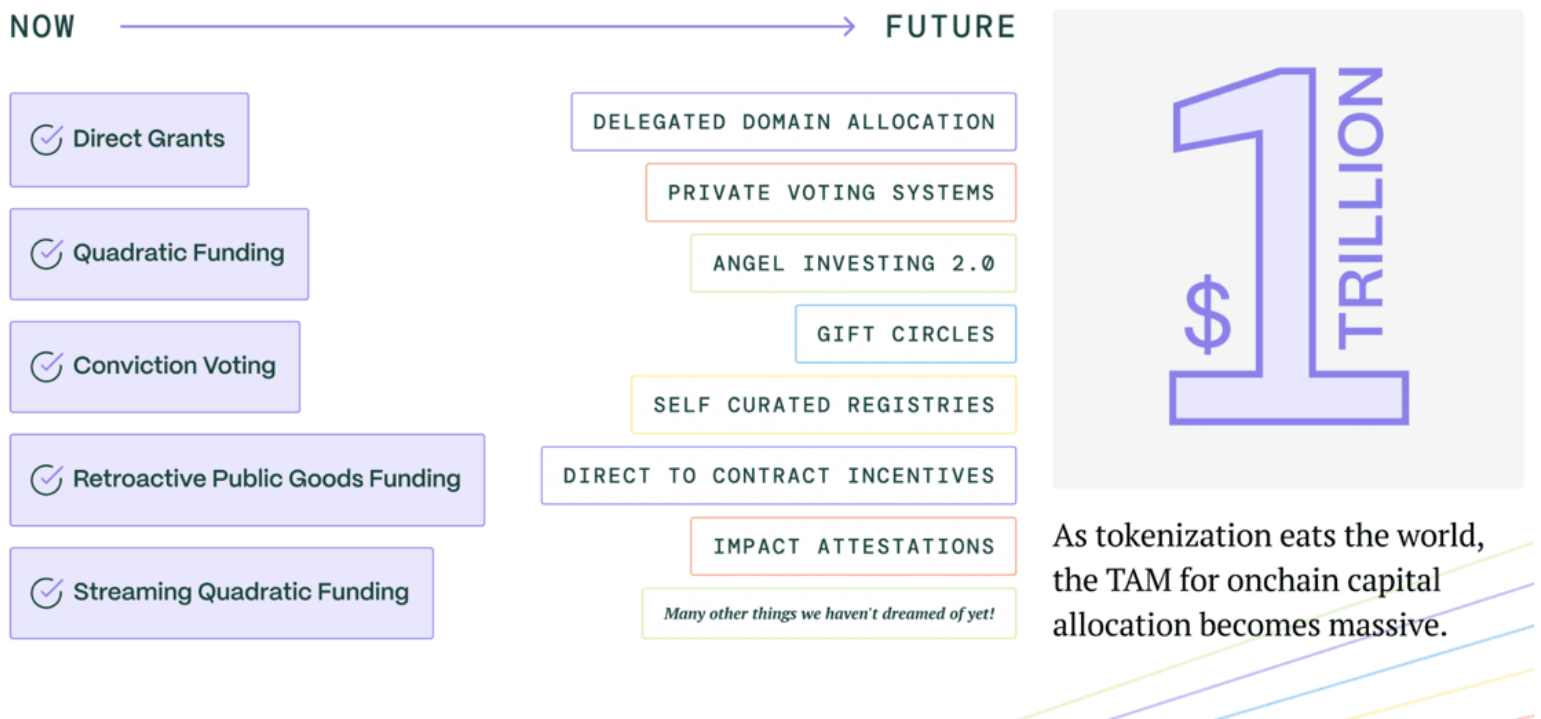 NOW
FUTURE
Direct Grants
Quadratic Funding
Conviction Voting
Retroactive Public Goods Funding
Streaming Quadratic Funding
DELEGATED DOMAIN ALLOCATION
PRIVATE VOTING SYSTEMS
ANGEL INVESTING 2.0
GIFT CIRCLES
SELF CURATED REGISTRIES
DIRECT TO CONTRACT INCENTIVES
IMPACT ATTESTATIONS
Many other things we haven't dreamed of yet!
$1
TRILLION
As tokenization eats the world,
the TAM for onchain capital
allocation becomes massive.